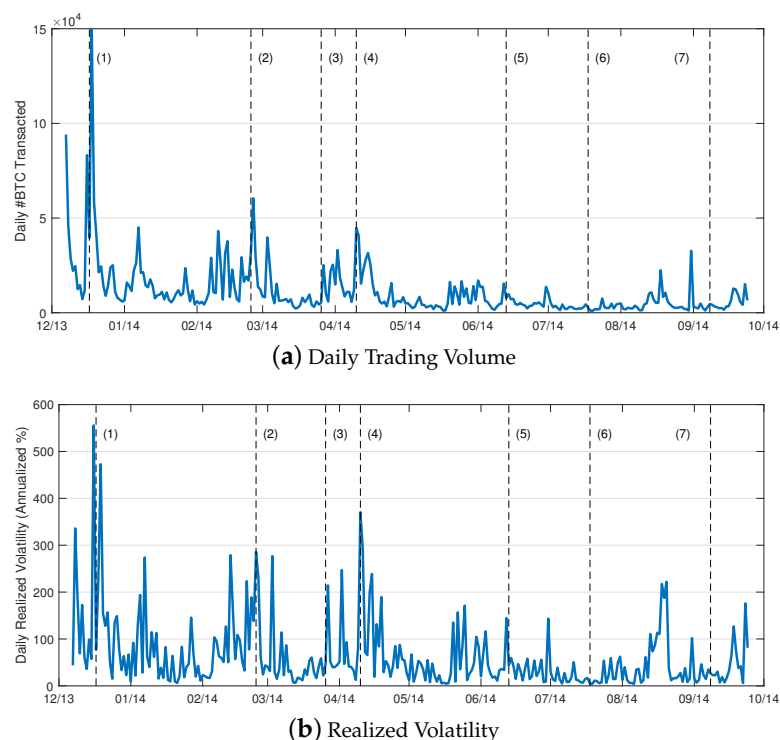 ×10⁴
15
(1) (2) (3) (4) (5) (6) (7)
10
5
0
Daily #BTC Transacted
12/13 01/14 02/14 03/14 04/14 05/14 06/14 07/14 08/14 09/14 10/14
(a) Daily Trading Volume
600
(1) (2) (3) (4) (5) (6) (7)
500
400
300
200
100
0
Daily Realized Volatility (Annualized %)
12/13 01/14 02/14 03/14 04/14 05/14 06/14 07/14 08/14 09/14 10/14
(b) Realized Volatility